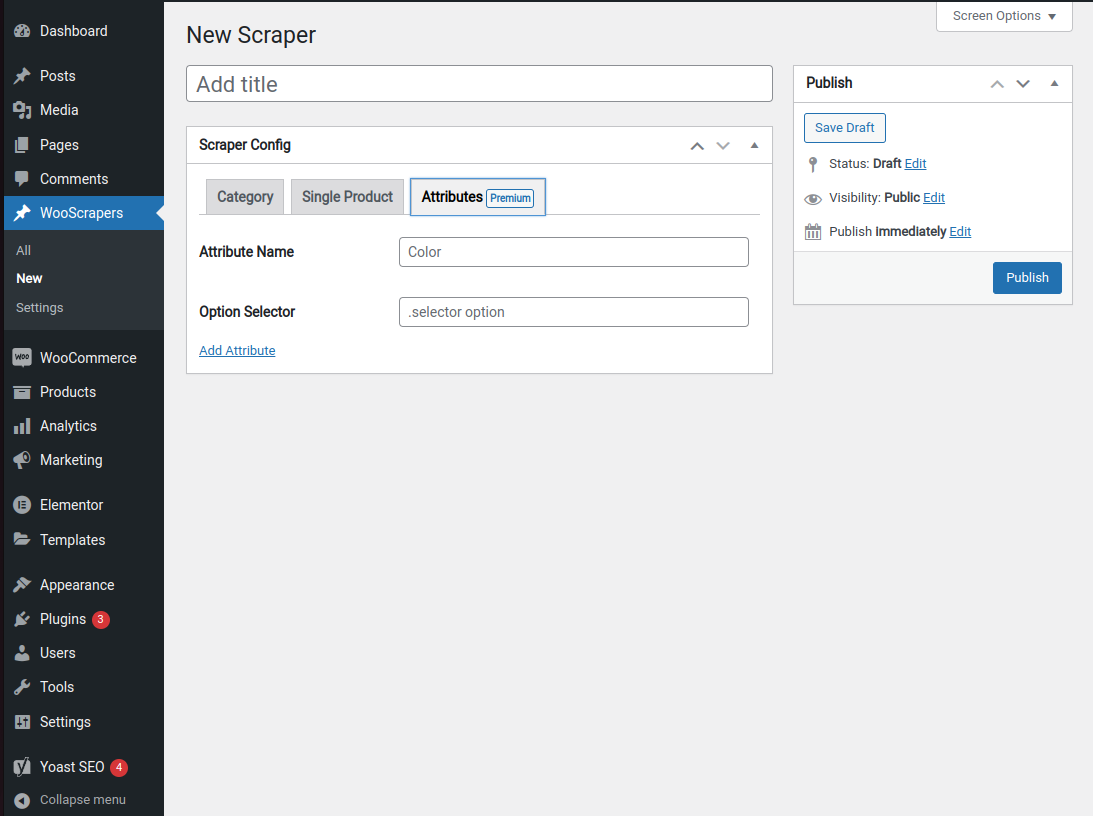 Dashboard
Posts
Media
Pages
Comments
WooScrapers
All
New
Settings
WooCommerce
Products
Analytics
Marketing
Elementor
Templates
Appearance
Plugins 3
Users
Tools
Settings
Yoast SEO 4
Collapse menu
Screen Options
New Scraper
Add title
Scraper Config
Category Single Product Attributes Premium
Attribute Name Color
Option Selector .selector option
Add Attribute
Publish
Save Draft
Status: Draft Edit
Visibility: Public Edit
Publish immediately Edit
Publish